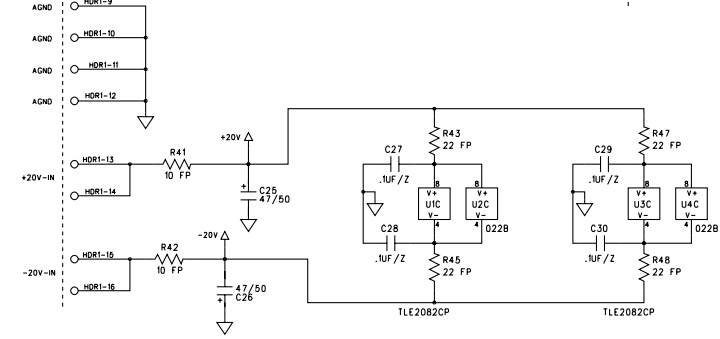 AGND HDR1-9
AGND HDR1-10
AGND HDR1-11
AGND HDR1-12
+20V-IN
HDR1-13
HDR1-14
R41
10 FP
+20V
+
C25
47/50
-20V-IN
HDR1-15
HDR1-16
R42
10 FP
-20V
47/50
+
C26
R43
22 FP
C27
.1UF/Z
8
V+
U1C
V-
4
8
V+
U2C
V-
4
022B
C28
.1UF/Z
R45
22 FP
TLE2082CP
R47
22 FP
C29
.1UF/Z
8
V+
U3C
V-
4
8
V+
U4C
V-
4
022B
C30
.1UF/Z
R48
22 FP
TLE2082CP